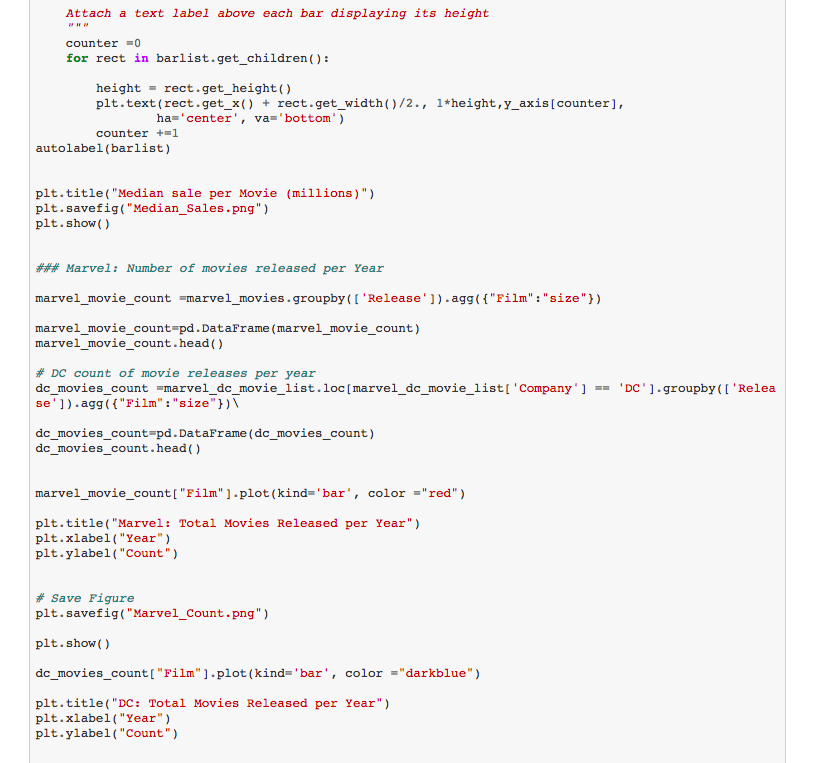 Attach a text label above each bar displaying its height
"""
counter =0
for rect in barlist.get_children():
height = rect.get_height()
plt.text(rect.get_x() + rect.get_width()/2., 1*height,y_axis[counter],
ha='center', va='bottom')
counter +=1
autolabel(barlist)
plt.title("Median sale per Movie (millions)")
plt.savefig("Median_Sales.png")
plt.show()
### Marvel: Number of movies released per Year
marvel_movie_count =marvel_movies.groupby(['Release']).agg({"Film":"size"})
marvel_movie_count=pd.DataFrame(marvel_movie_count)
marvel_movie_count.head()
# DC count of movie releases per year
dc_movies_count =marvel_dc_movie_list.loc[marvel_dc_movie_list['Company'] == 'DC'].groupby(['Relea
se']).agg({"Film":"size"})\
dc_movies_count=pd.DataFrame(dc_movies_count)
dc_movies_count.head()
marvel_movie_count["Film"].plot(kind='bar', color ="red")
plt.title("Marvel: Total Movies Released per Year")
plt.xlabel("Year")
plt.ylabel("Count")
# Save Figure
plt.savefig("Marvel_Count.png")
plt.show()
dc_movies_count["Film"].plot(kind='bar', color ="darkblue")
plt.title("DC: Total Movies Released per Year")
plt.xlabel("Year")
plt.ylabel("Count")